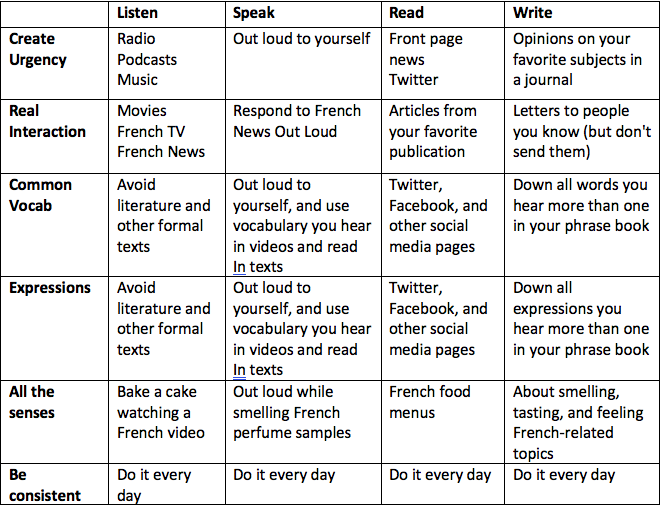 Listen
Speak
Read
Write
Create
Urgency
Radio
Podcasts
Music
Out loud to yourself
Front page
news
Twitter
Opinions on your
favorite subjects in
a journal
Real
Interaction
Movies
French TV
French News
Respond to French
News Out Loud
Articles from
your favorite
publication
Letters to people
you know (but don't
send them)
Common
Vocab
Avoid
literature and
other formal
texts
Out loud to
yourself, and use
vocabulary you hear
in videos and read
In texts
Twitter,
Facebook, and
other social
media pages
Down all words you
hear more than one
in your phrase book
Expressions
Avoid
literature and
other formal
texts
Out loud to
yourself, and use
vocabulary you hear
in videos and read
In texts
Twitter,
Facebook, and
other social
media pages
Down all
expressions you
hear more than one
in your phrase book
All the
senses
Bake a cake
watching a
French video
Out loud while
smelling French
perfume samples
French food
menus
About smelling,
tasting, and feeling
French-related
topics
Be
consistent
Do it every
day
Do it every day
Do it every day
Do it every day